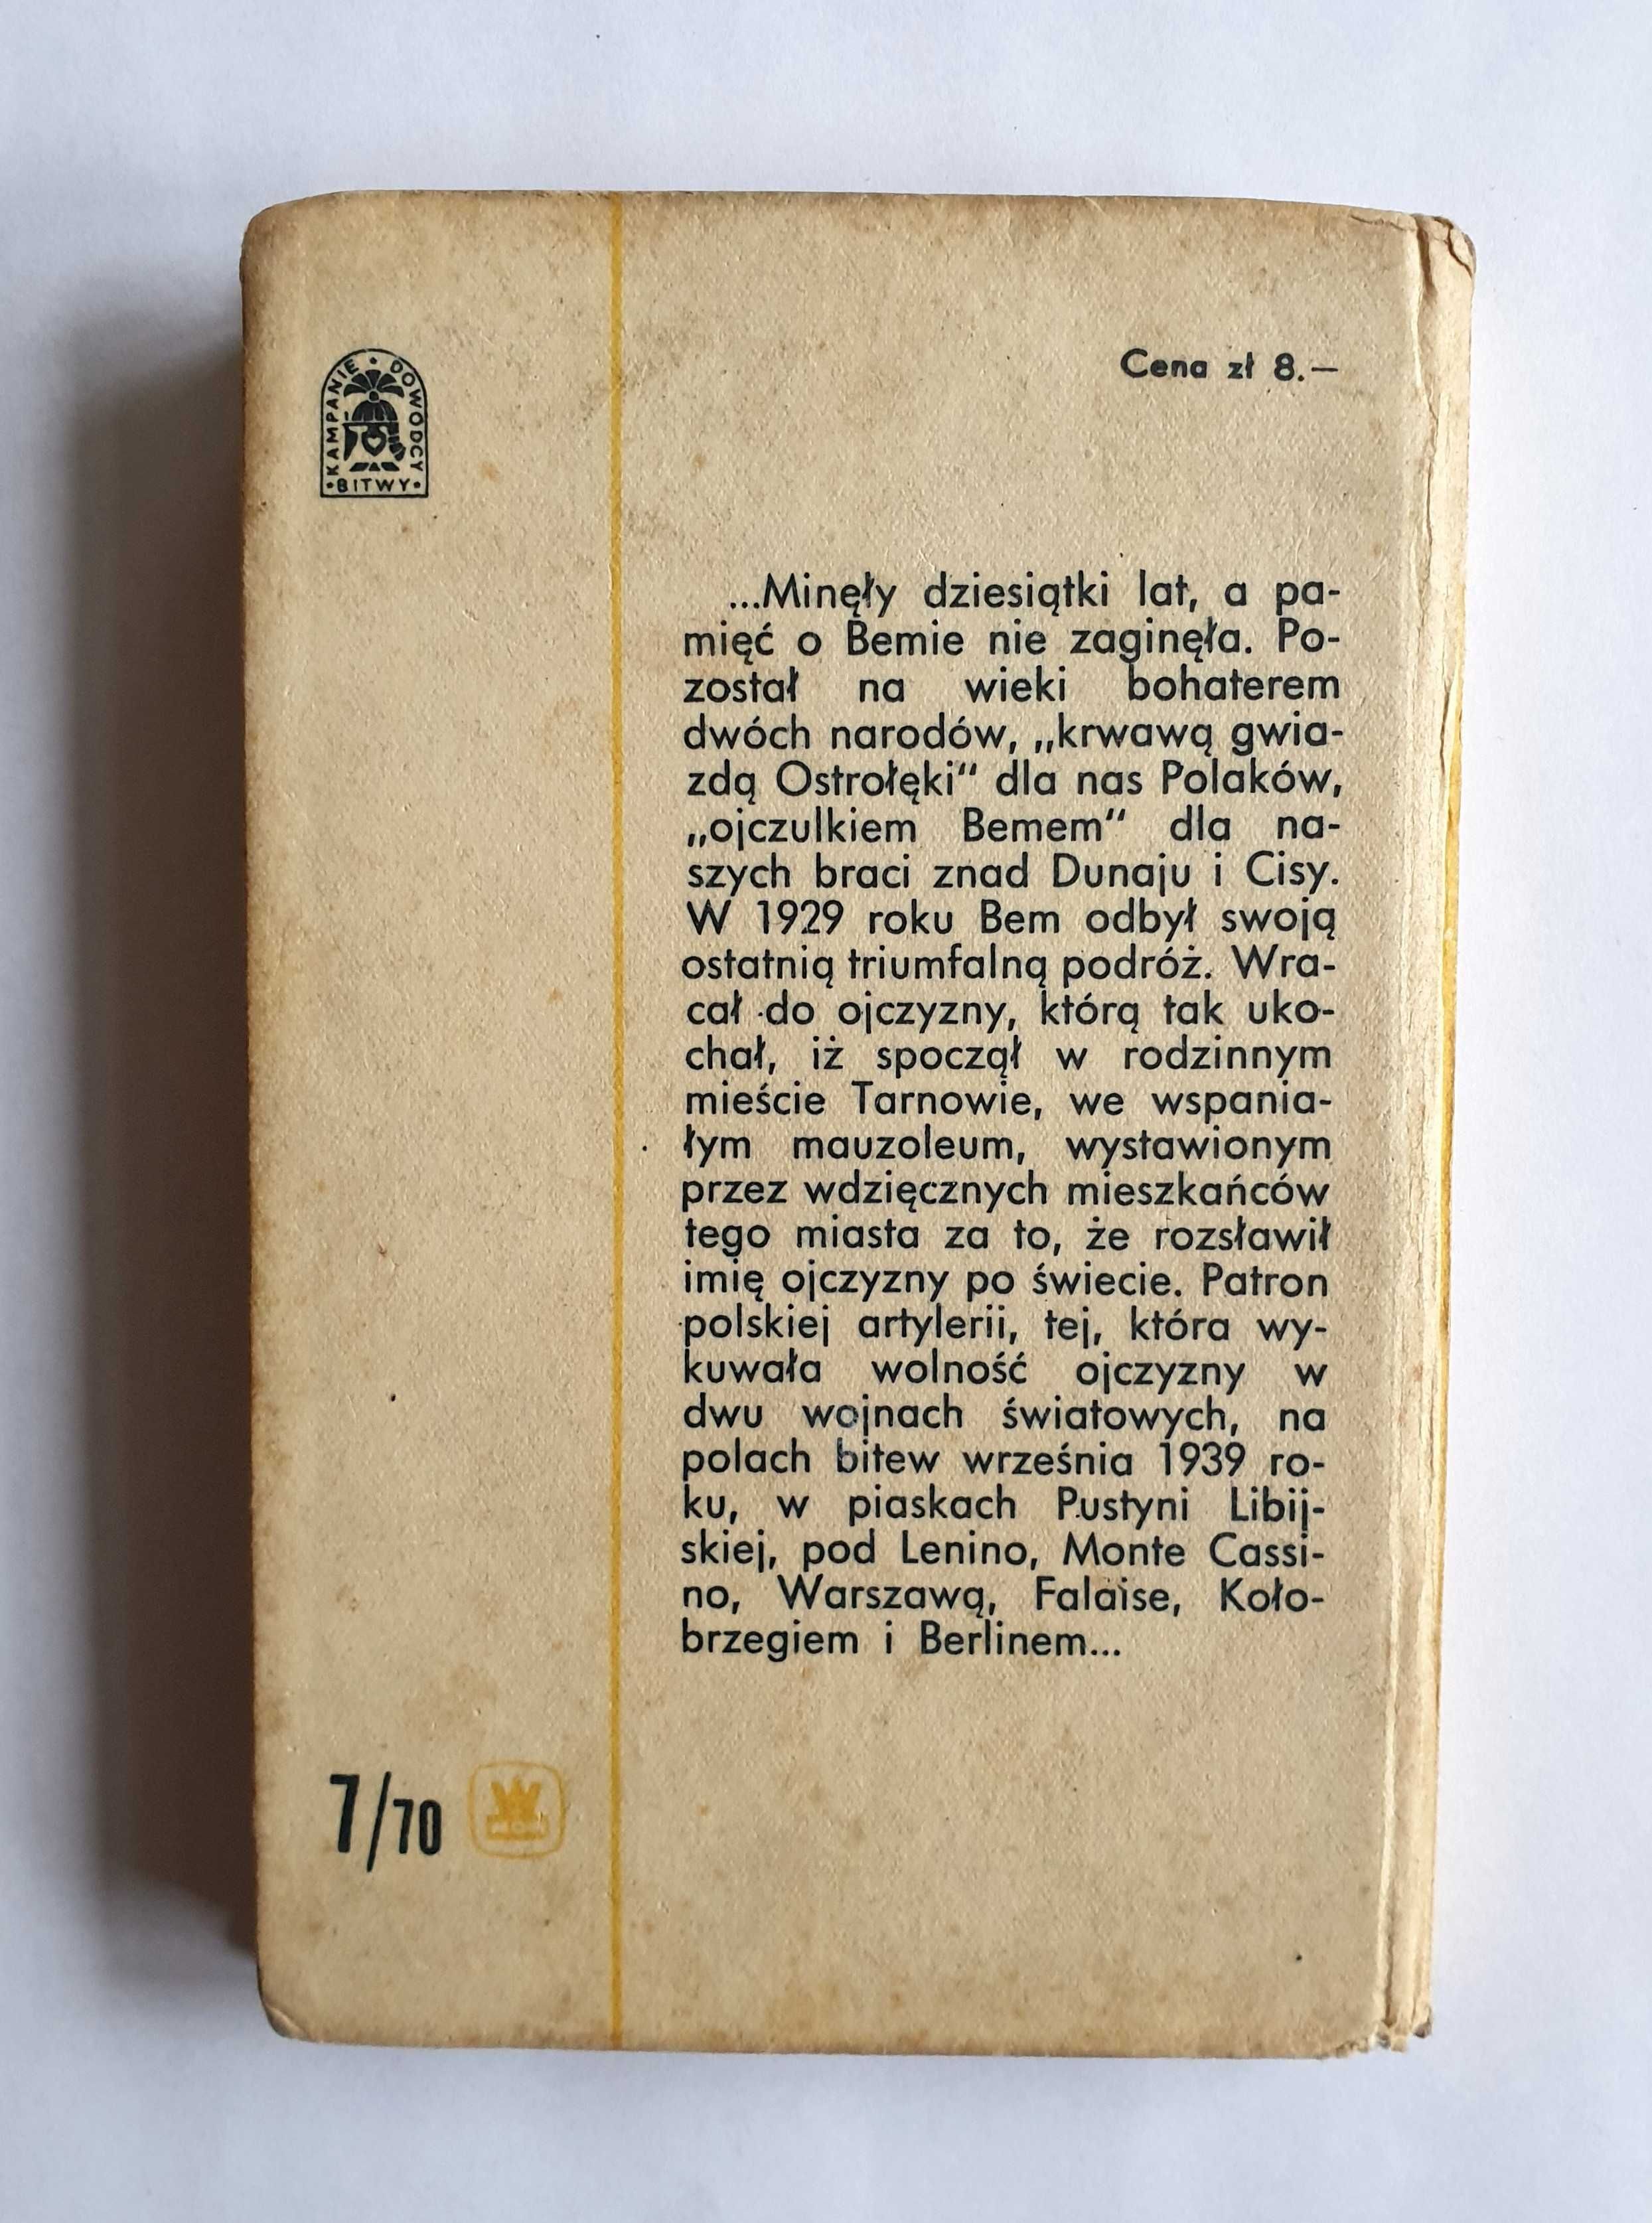 KAMPANIE • DOWÓDCY
•BITWY•
Cena zł 8.—
...Minęły dziesiątki lat, a pa-
mięć o Bemie nie zaginęła. Po-
został na wieki bohaterem
dwóch narodów, „krwawą gwia-
zdą Ostrołęki" dla nas Polaków,
„ojczulkiem Bemem" dla na-
szych braci znad Dunaju i Cisy.
W 1929 roku Bem odbył swoją
ostatnią triumfalną podróż. Wra-
cał do ojczyzny, którą tak uko-
chał, iż spoczął w rodzinnym
mieście Tarnowie, we wspania-
łym mauzoleum, wystawionym
przez wdzięcznych mieszkańców
tego miasta za to, że rozsławił
imię ojczyzny po świecie. Patron
polskiej artylerii, tej, która wy-
kuwała wolność ojczyzny w
dwu wojnach światowych, na
polach bitew września 1939 ro-
ku, w piaskach Pustyni Libij-
skiej, pod Lenino, Monte Cassi-
no, Warszawą, Falaise, Koło-
brzegiem i Berlinem...
7/70